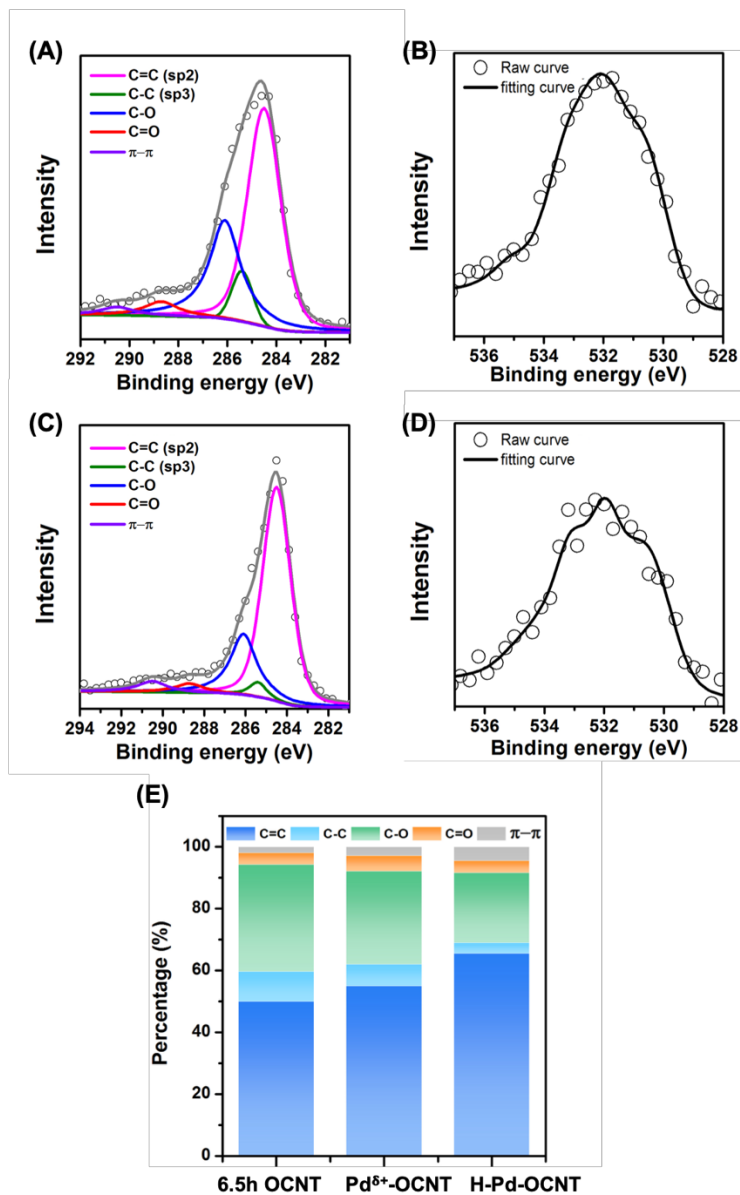 (A)
C=C (sp2)
C-C (sp3)
C-O
C=O
π−π
Intensity
292 290 288 286 284 282
Binding energy (eV)
(B)
Raw curve
fitting curve
Intensity
536 534 532 530 528
Binding energy (eV)
(C)
C=C (sp2)
C-C (sp3)
C-O
C=O
π−π
Intensity
294 292 290 288 286 284 282
Binding energy (eV)
(D)
Raw curve
fitting curve
Intensity
536 534 532 530 528
Binding energy (eV)
(E)
C=C C-C C-O C=O π−π
Percentage (%)
100
80
60
40
20
0
6.5h OCNT Pdδ+-OCNT H-Pd-OCNT